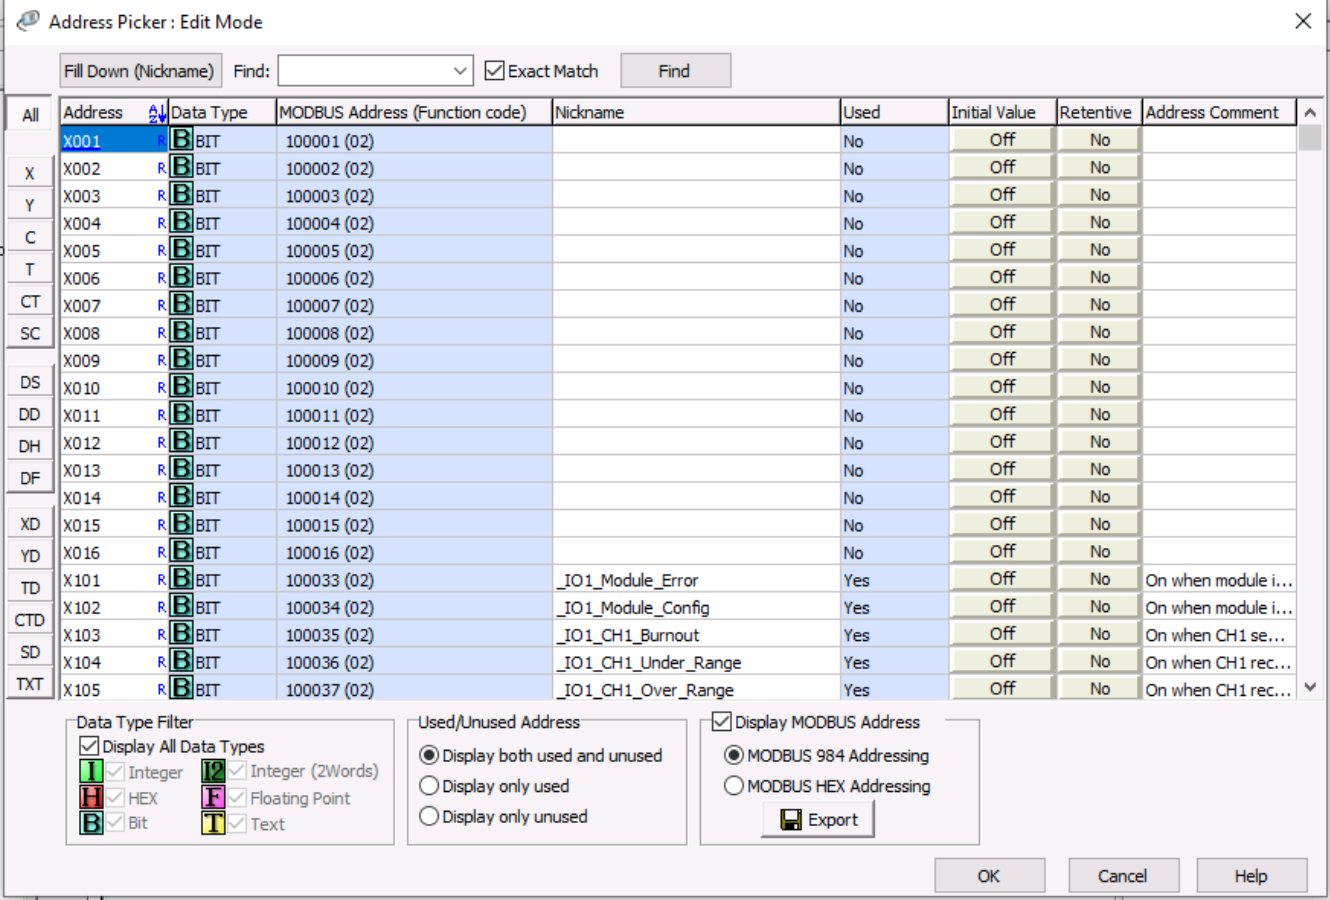 Address Picker : Edit Mode
Fill Down (Nickname) Find: Exact Match Find
All
X
Y
C
T
CT
SC
DS
DD
DH
DF
XD
YD
TD
CTD
SD
TXT
Address Data Type MODBUS Address (Function code) Nickname Used Initial Value Retentive Address Comment
X001 R B BIT 100001 (02) No Off No
X002 R B BIT 100002 (02) No Off No
X003 R B BIT 100003 (02) No Off No
X004 R B BIT 100004 (02) No Off No
X005 R B BIT 100005 (02) No Off No
X006 R B BIT 100006 (02) No Off No
X007 R B BIT 100007 (02) No Off No
X008 R B BIT 100008 (02) No Off No
X009 R B BIT 100009 (02) No Off No
X010 R B BIT 100010 (02) No Off No
X011 R B BIT 100011 (02) No Off No
X012 R B BIT 100012 (02) No Off No
X013 R B BIT 100013 (02) No Off No
X014 R B BIT 100014 (02) No Off No
X015 R B BIT 100015 (02) No Off No
X016 R B BIT 100016 (02) No Off No
X101 R B BIT 100033 (02) _IO1_Module_Error Yes Off No On when module i...
X102 R B BIT 100034 (02) _IO1_Module_Config Yes Off No On when module i...
X103 R B BIT 100035 (02) _IO1_CH1_Burnout Yes Off No On when CH1 se...
X104 R B BIT 100036 (02) _IO1_CH1_Under_Range Yes Off No On when CH1 rec...
X105 R B BIT 100037 (02) _IO1_CH1_Over_Range Yes Off No On when CH1 rec...
Data Type Filter
Display All Data Types
I Integer I2 Integer (2Words)
H HEX F Floating Point
B Bit T Text
Used/Unused Address
Display both used and unused
Display only used
Display only unused
Display MODBUS Address
MODBUS 984 Addressing
MODBUS HEX Addressing
Export
OK Cancel Help